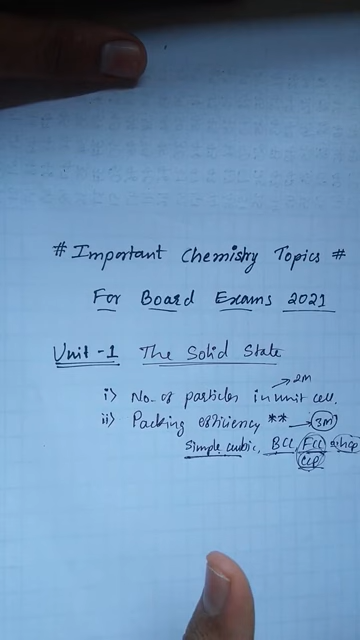 # Important Chemistry Topics #
For Board Exams 2021
Unit-1 The Solid State
→ 2M
i) No. of particles in unit cell.
ii) Packing efficiency ** → 3M
simple cubic, BCC, FCC, hcp
ccp